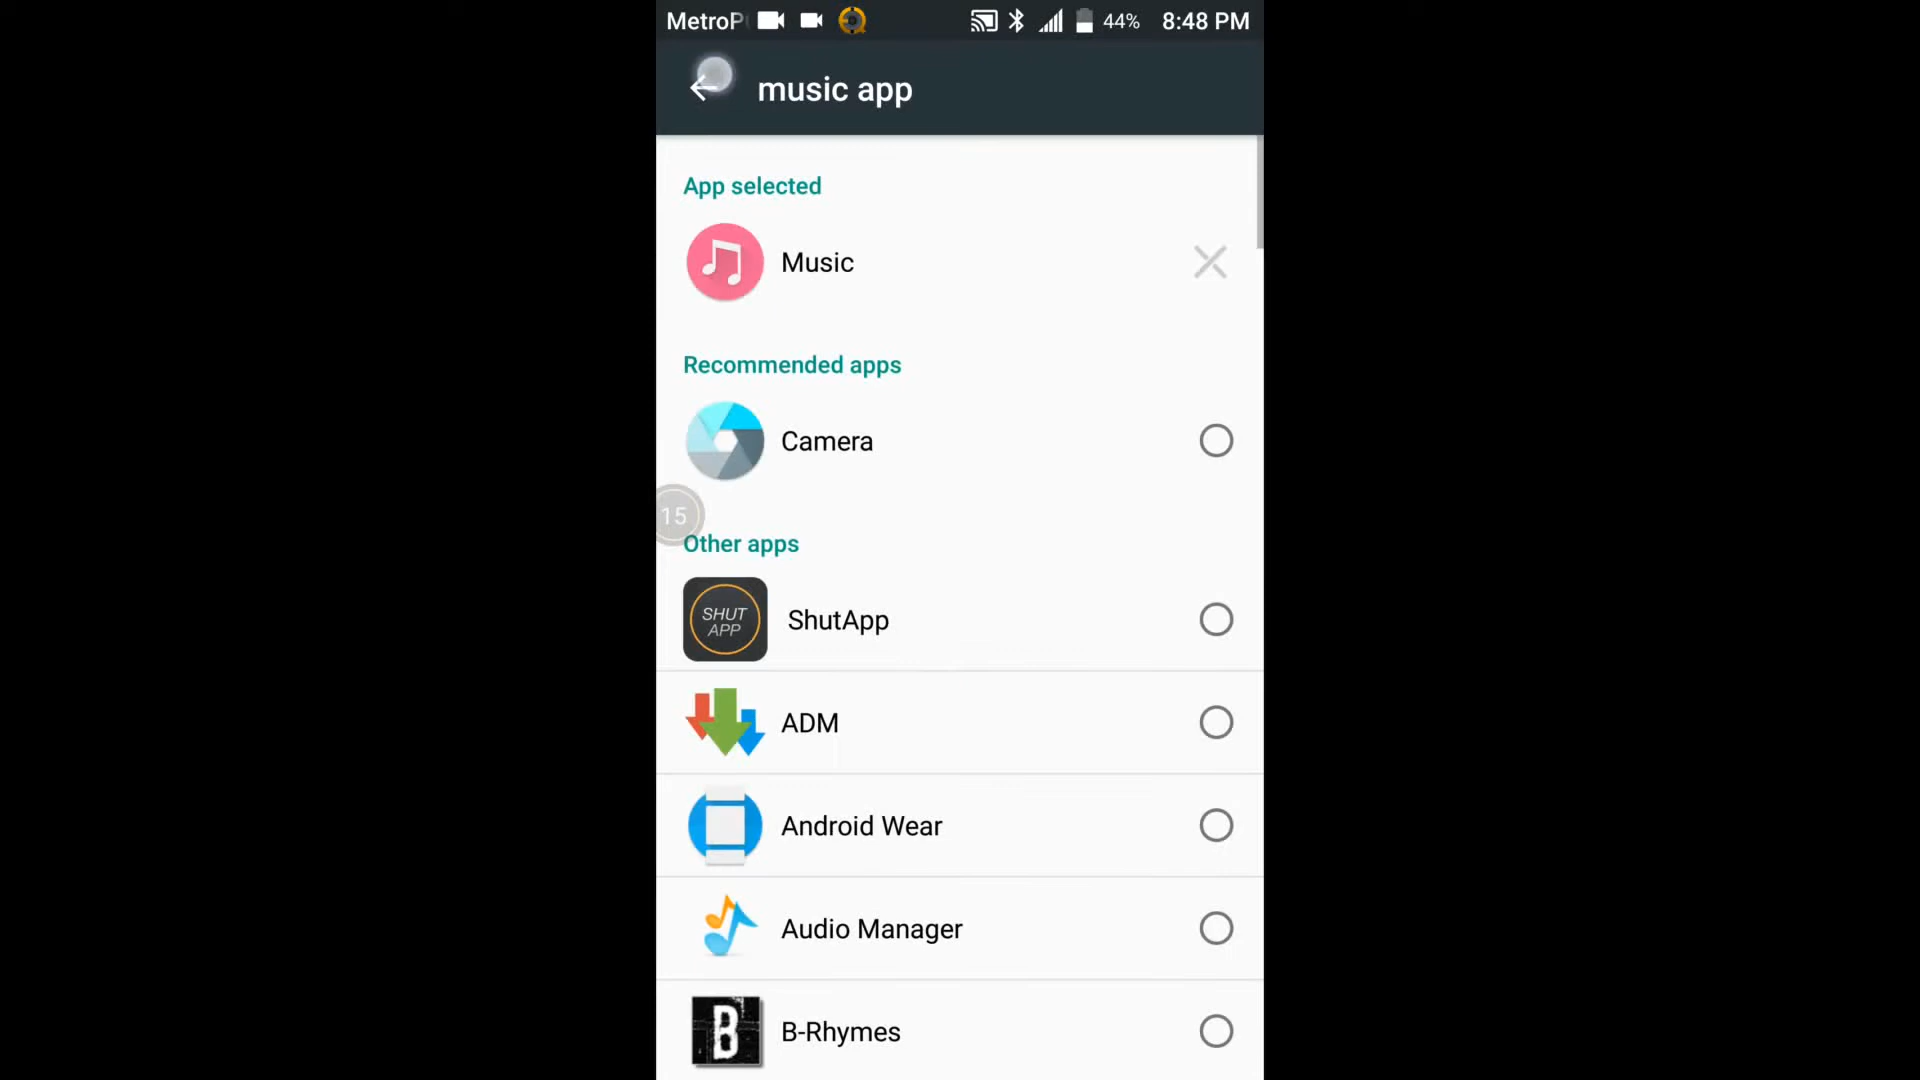 MetroP 44% 8:48 PM
music app
App selected
Music
Recommended apps
Camera
15
Other apps
SHUT
APP
ShutApp
ADM
Android Wear
Audio Manager
B
B-Rhymes